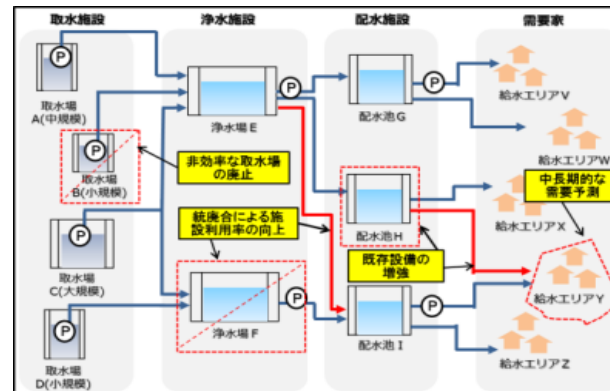 取水施設
浄水施設
配水施設
需要家
P
取水場
A(中規模)
P
取水場
B(小規模)
P
取水場
C(大規模)
P
取水場
D(小規模)
非効率な取水場
の廃止
統廃合による施
設利用率の向上
浄水場E
P
P
浄水場F
P
配水池G
P
配水池H
既存設備の
増強
配水池I
P
給水エリアV
給水エリアW
中長期的な
需要予測
給水エリアX
給水エリアY
給水エリアZ